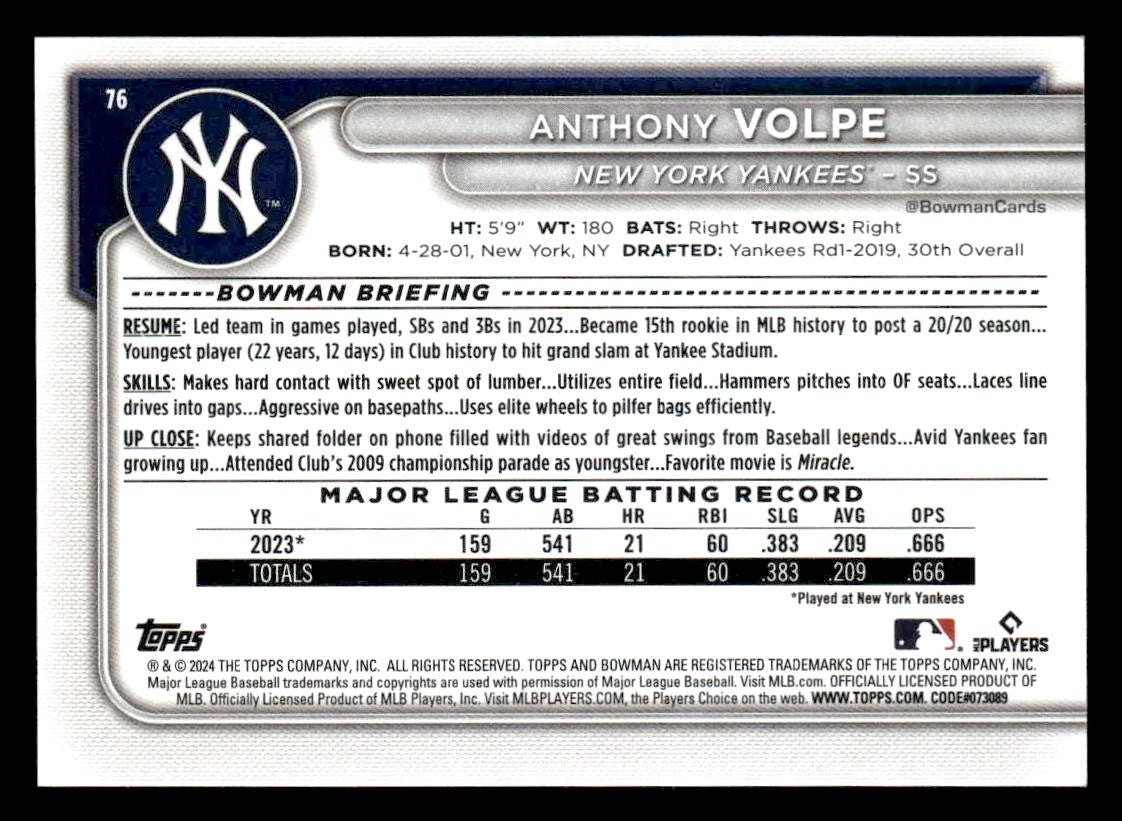 76
NY
TM
ANTHONY VOLPE
NEW YORK YANKEES™ – SS
@BowmanCards
HT: 5'9" WT: 180 BATS: Right THROWS: Right
BORN: 4-28-01, New York, NY DRAFTED: Yankees Rd1-2019, 30th Overall
BOWMAN BRIEFING
RESUME: Led team in games played, SBs and 3Bs in 2023...Became 15th rookie in MLB history to post a 20/20 season...
Youngest player (22 years, 12 days) in Club history to hit grand slam at Yankee Stadium.
SKILLS: Makes hard contact with sweet spot of lumber...Utilizes entire field...Hammers pitches into OF seats...Laces line
drives into gaps...Aggressive on basepaths...Uses elite wheels to pilfer bags efficiently.
UP CLOSE: Keeps shared folder on phone filled with videos of great swings from Baseball legends...Avid Yankees fan
growing up...Attended Club's 2009 championship parade as youngster...Favorite movie is Miracle.
MAJOR LEAGUE BATTING RECORD
YR G AB HR RBI SLG AVG OPS
2023* 159 541 21 60 .383 .209 .666
TOTALS 159 541 21 60 .383 .209 .666
*Played at New York Yankees
Topps®
MLB PLAYERS
® & © 2024 THE TOPPS COMPANY, INC. ALL RIGHTS RESERVED. TOPPS AND BOWMAN ARE REGISTERED TRADEMARKS OF THE TOPPS COMPANY, INC.
Major League Baseball trademarks and copyrights are used with permission of Major League Baseball. Visit MLB.com. OFFICIALLY LICENSED PRODUCT OF
MLB. Officially Licensed Product of MLB Players, Inc. Visit MLBPLAYERS.COM, the Players Choice on the web. WWW.TOPPS.COM. CODE#073089